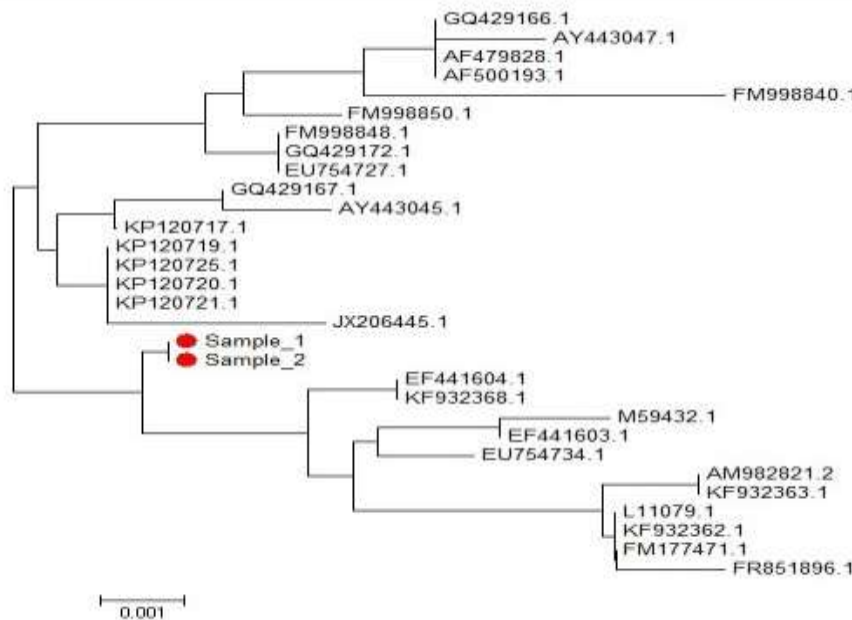 GQ429166.1
AY443047.1
AF479828.1
AF500193.1
FM998840.1
FM998850.1
FM998848.1
GQ429172.1
EU754727.1
GQ429167.1
AY443045.1
KP120717.1
KP120719.1
KP120725.1
KP120720.1
KP120721.1
JX206445.1
Sample_1
Sample_2
EF441604.1
KF932368.1
M59432.1
EF441603.1
EU754734.1
AM982821.2
KF932363.1
L11079.1
KF932362.1
FM177471.1
FR851896.1
0.001